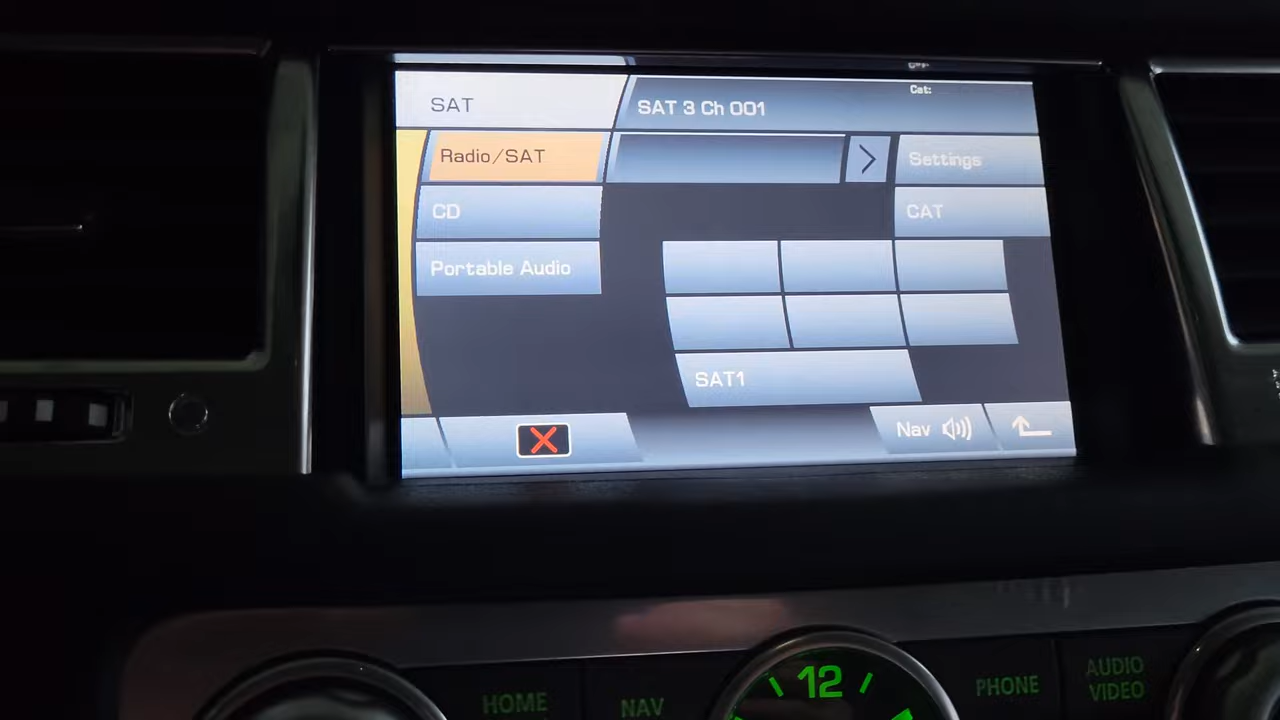 SAT
SAT 3 Ch 001
Cat:
Radio/SAT
Settings
CD
CAT
Portable Audio
SAT1
Nav
HOME
NAV
12
PHONE
AUDIO
VIDEO